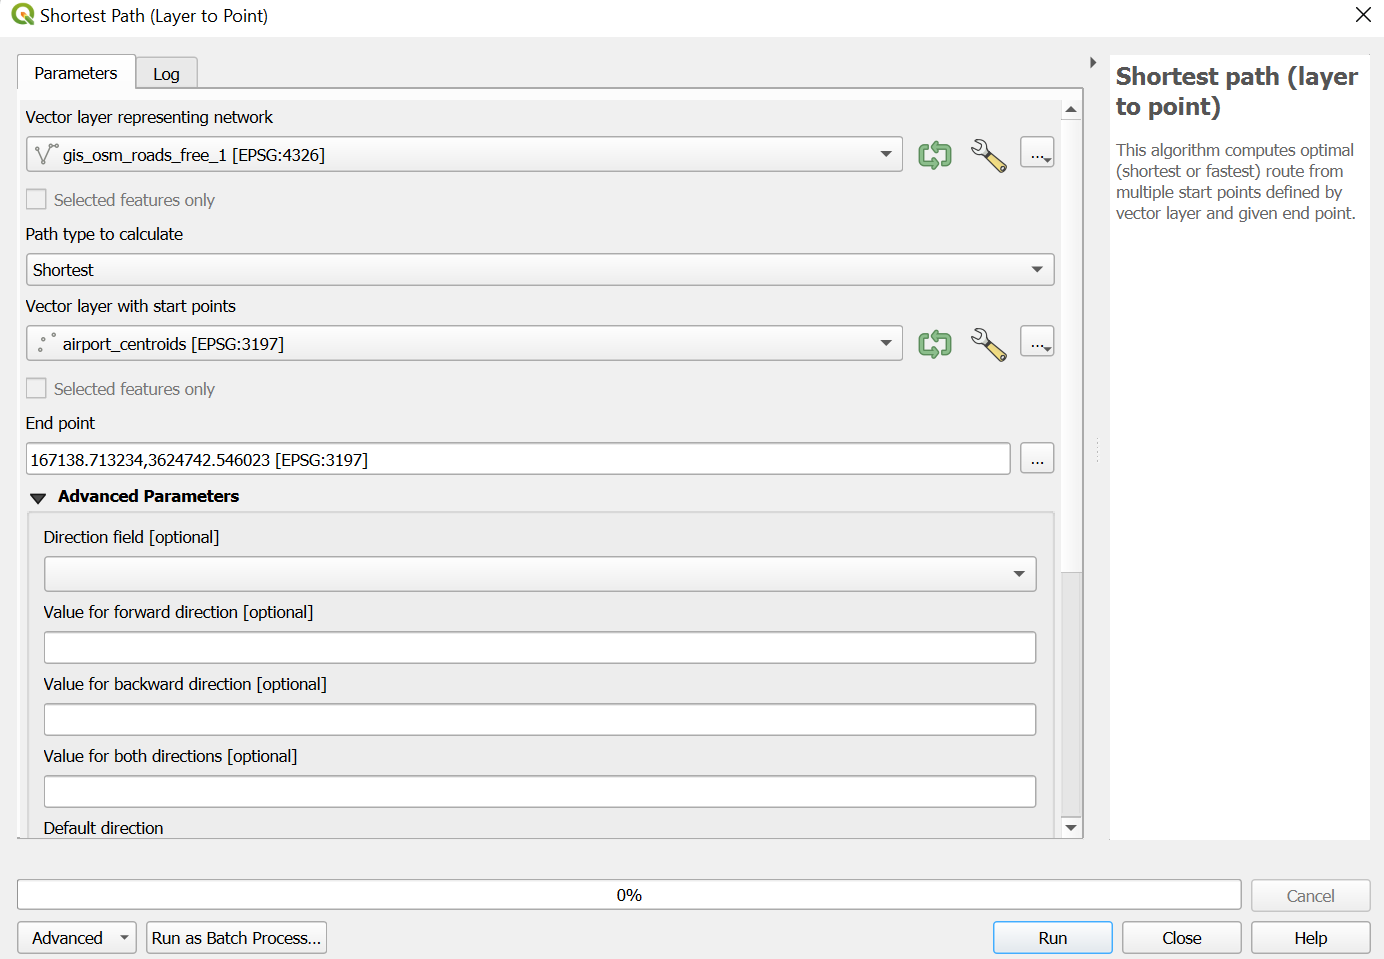 Shortest Path (Layer to Point)
Parameters
Log
Vector layer representing network
gis_osm_roads_free_1 [EPSG:4326]
...
Selected features only
Path type to calculate
Shortest
Vector layer with start points
airport_centroids [EPSG:3197]
...
Selected features only
End point
167138.713234,3624742.546023 [EPSG:3197]
...
Advanced Parameters
Direction field [optional]
Value for forward direction [optional]
Value for backward direction [optional]
Value for both directions [optional]
Default direction
Shortest path (layer
to point)
This algorithm computes optimal
(shortest or fastest) route from
multiple start points defined by
vector layer and given end point.
0%
Cancel
Advanced
Run as Batch Process...
Run
Close
Help